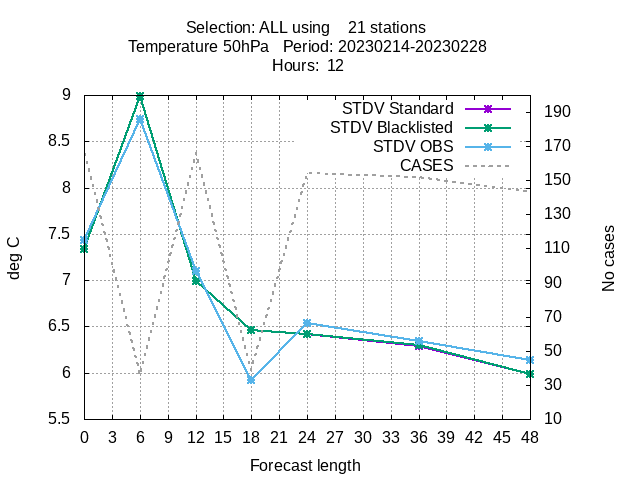 Selection: ALL using    21 stations
Temperature 50hPa   Period: 20230214-20230228
Hours:  12
STDV Standard
STDV Blacklisted
STDV OBS
CASES
9
8.5
8
7.5
7
6.5
6
5.5
deg C
190
170
150
130
110
90
70
50
30
10
No cases
0 3 6 9 12 15 18 21 24 27 30 33 36 39 42 45 48
Forecast length